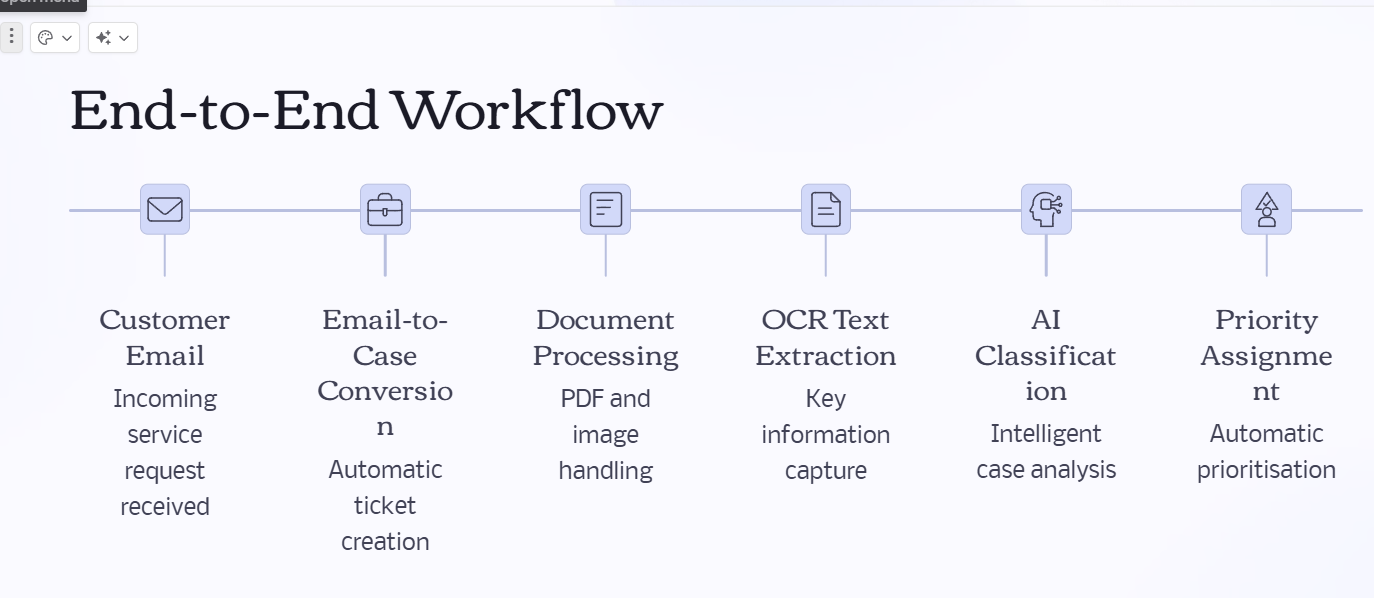 open menu
End-to-End Workflow
Customer
Email
Incoming
service
request
received
Email-to-
Case
Conversio
n
Automatic
ticket
creation
Document
Processing
PDF and
image
handling
OCR Text
Extraction
Key
information
capture
AI
Classificat
ion
Intelligent
case analysis
Priority
Assignme
nt
Automatic
prioritisation